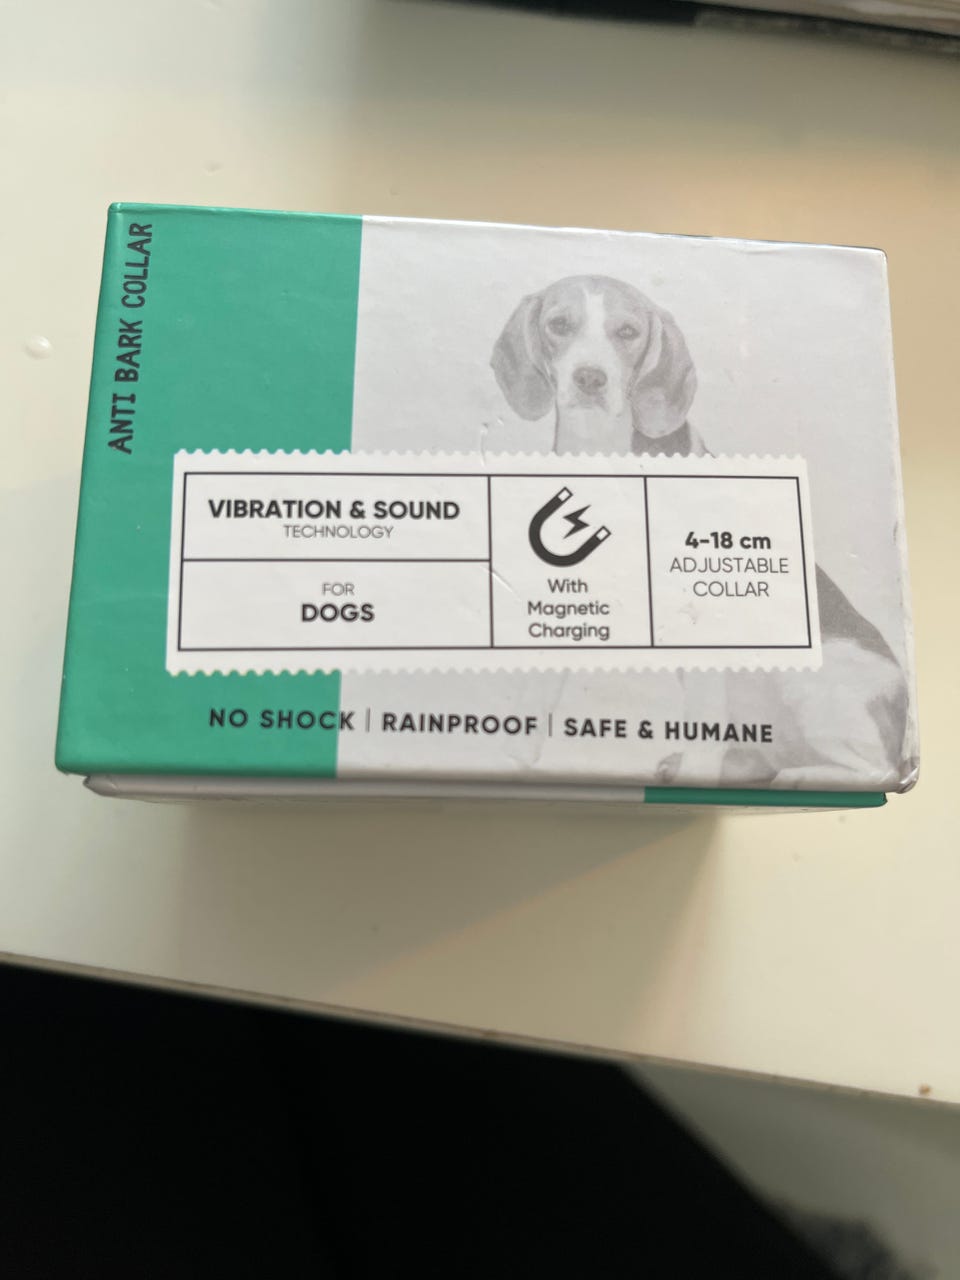 ANTI BARK COLLAR
VIBRATION & SOUND
TECHNOLOGY
FOR
DOGS
With
Magnetic
Charging
4-18 cm
ADJUSTABLE
COLLAR
NO SHOCK | RAINPROOF | SAFE & HUMANE